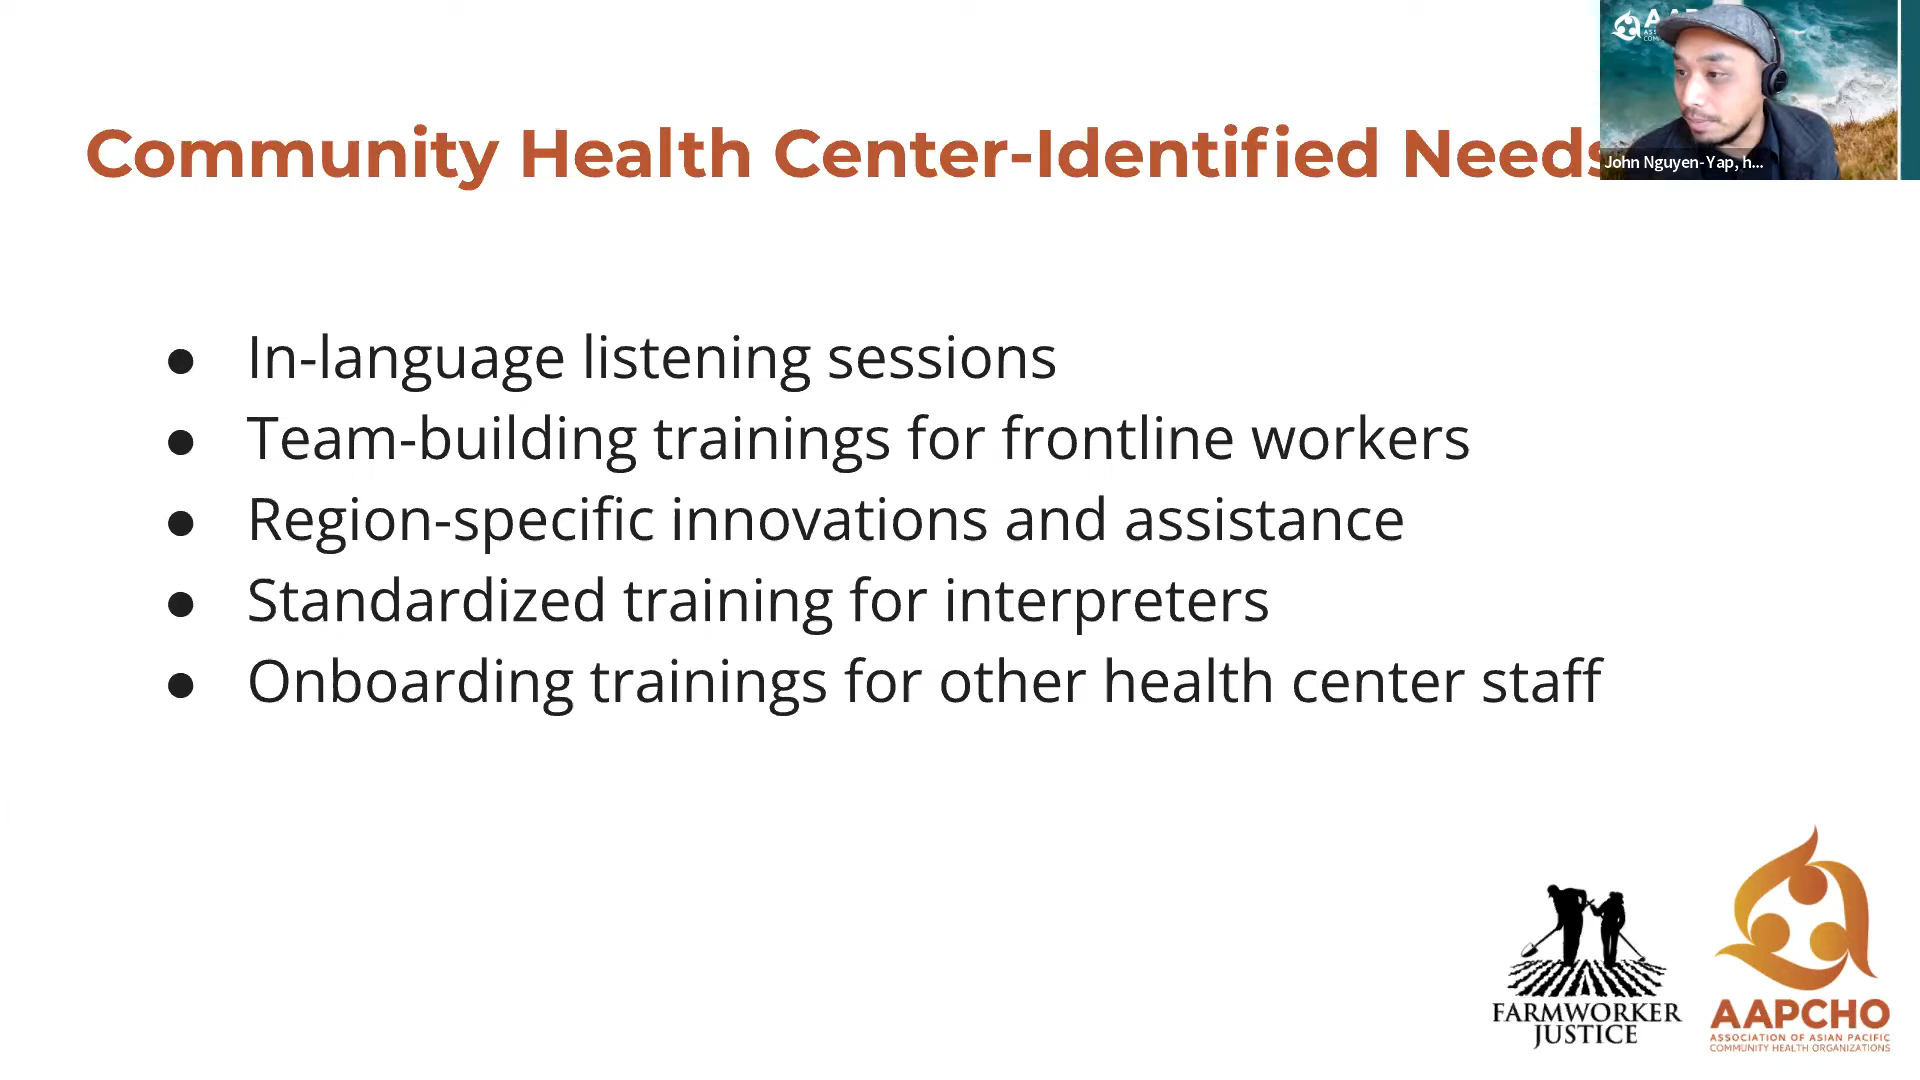 Community Health Center-Identified Needs
John Nguyen-Yap, h...
● In-language listening sessions
● Team-building trainings for frontline workers
● Region-specific innovations and assistance
● Standardized training for interpreters
● Onboarding trainings for other health center staff
FARMWORKER
JUSTICE
AAPCHO
ASSOCIATION OF ASIAN PACIFIC
COMMUNITY HEALTH ORGANIZATIONS